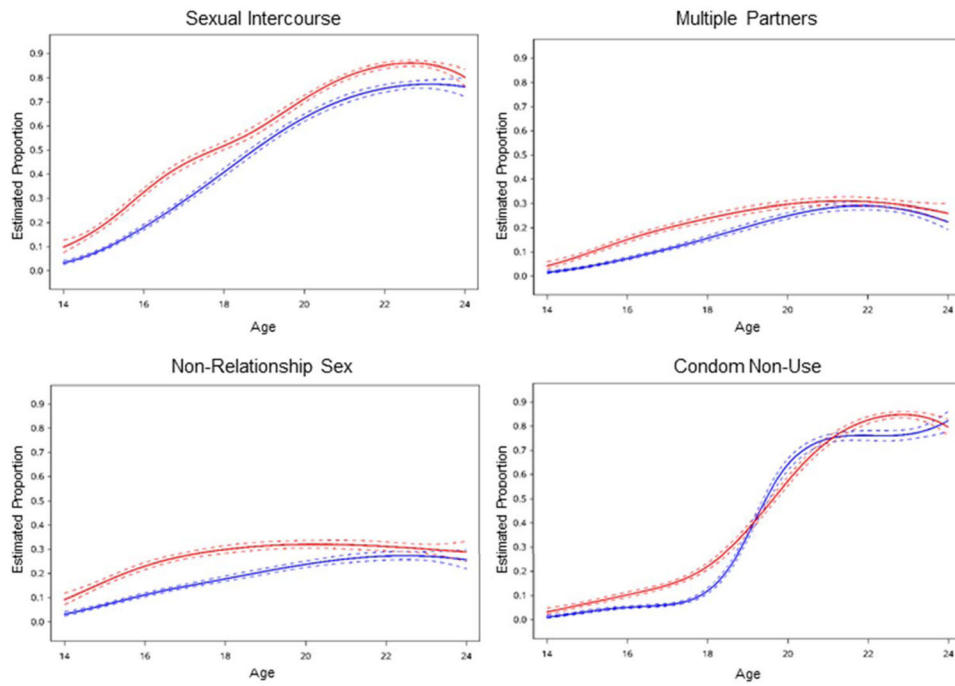 Sexual Intercourse
Estimated Proportion
0.9
0.8
0.7
0.6
0.5
0.4
0.3
0.2
0.1
0.0
14 16 18 20 22 24
Age
Multiple Partners
Estimated Proportion
0.9
0.8
0.7
0.6
0.5
0.4
0.3
0.2
0.1
0.0
14 16 18 20 22 24
Age
Non-Relationship Sex
Estimated Proportion
0.9
0.8
0.7
0.6
0.5
0.4
0.3
0.2
0.1
0.0
14 16 18 20 22 24
Age
Condom Non-Use
Estimated Proportion
0.9
0.8
0.7
0.6
0.5
0.4
0.3
0.2
0.1
0.0
14 16 18 20 22 24
Age